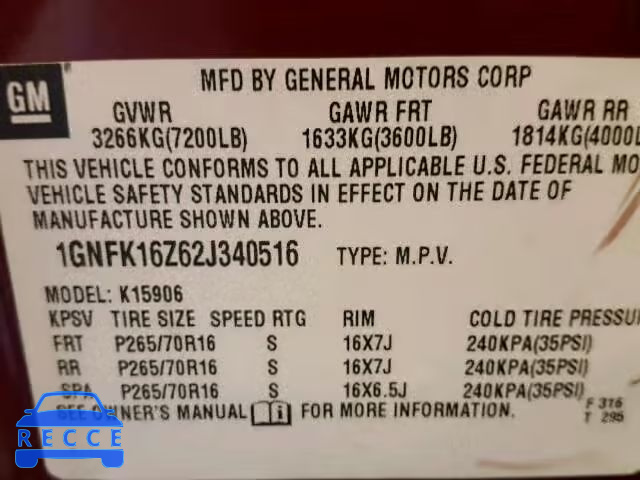 GM ®
MFD BY GENERAL MOTORS CORP
GVWR GAWR FRT GAWR RR
3266KG(7200LB) 1633KG(3600LB) 1814KG(4000L
THIS VEHICLE CONFORMS TO ALL APPLICABLE U.S. FEDERAL MO
VEHICLE SAFETY STANDARDS IN EFFECT ON THE DATE OF
MANUFACTURE SHOWN ABOVE.
1GNFK16Z62J340516 TYPE: M.P.V.
MODEL: K15906
KPSV TIRE SIZE SPEED RTG RIM COLD TIRE PRESSU
FRT P265/70R16 S 16X7J 240KPA(35PSI)
RR P265/70R16 S 16X7J 240KPA(35PSI)
SPA P265/70R16 S 16X6.5J 240KPA(35PSI)
SEE OWNER'S MANUAL FOR MORE INFORMATION.
F 316
T 295
RECCE